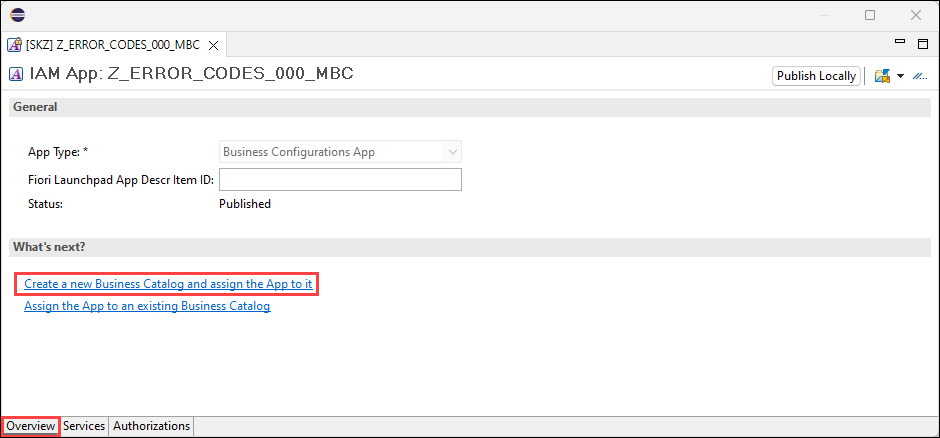 [SKZ] Z_ERROR_CODES_000_MBC
IAM App: Z_ERROR_CODES_000_MBC
Publish Locally
General
App Type: *
Business Configurations App
Fiori Launchpad App Descr Item ID:
Status:
Published
What's next?
Create a new Business Catalog and assign the App to it
Assign the App to an existing Business Catalog
Overview Services Authorizations